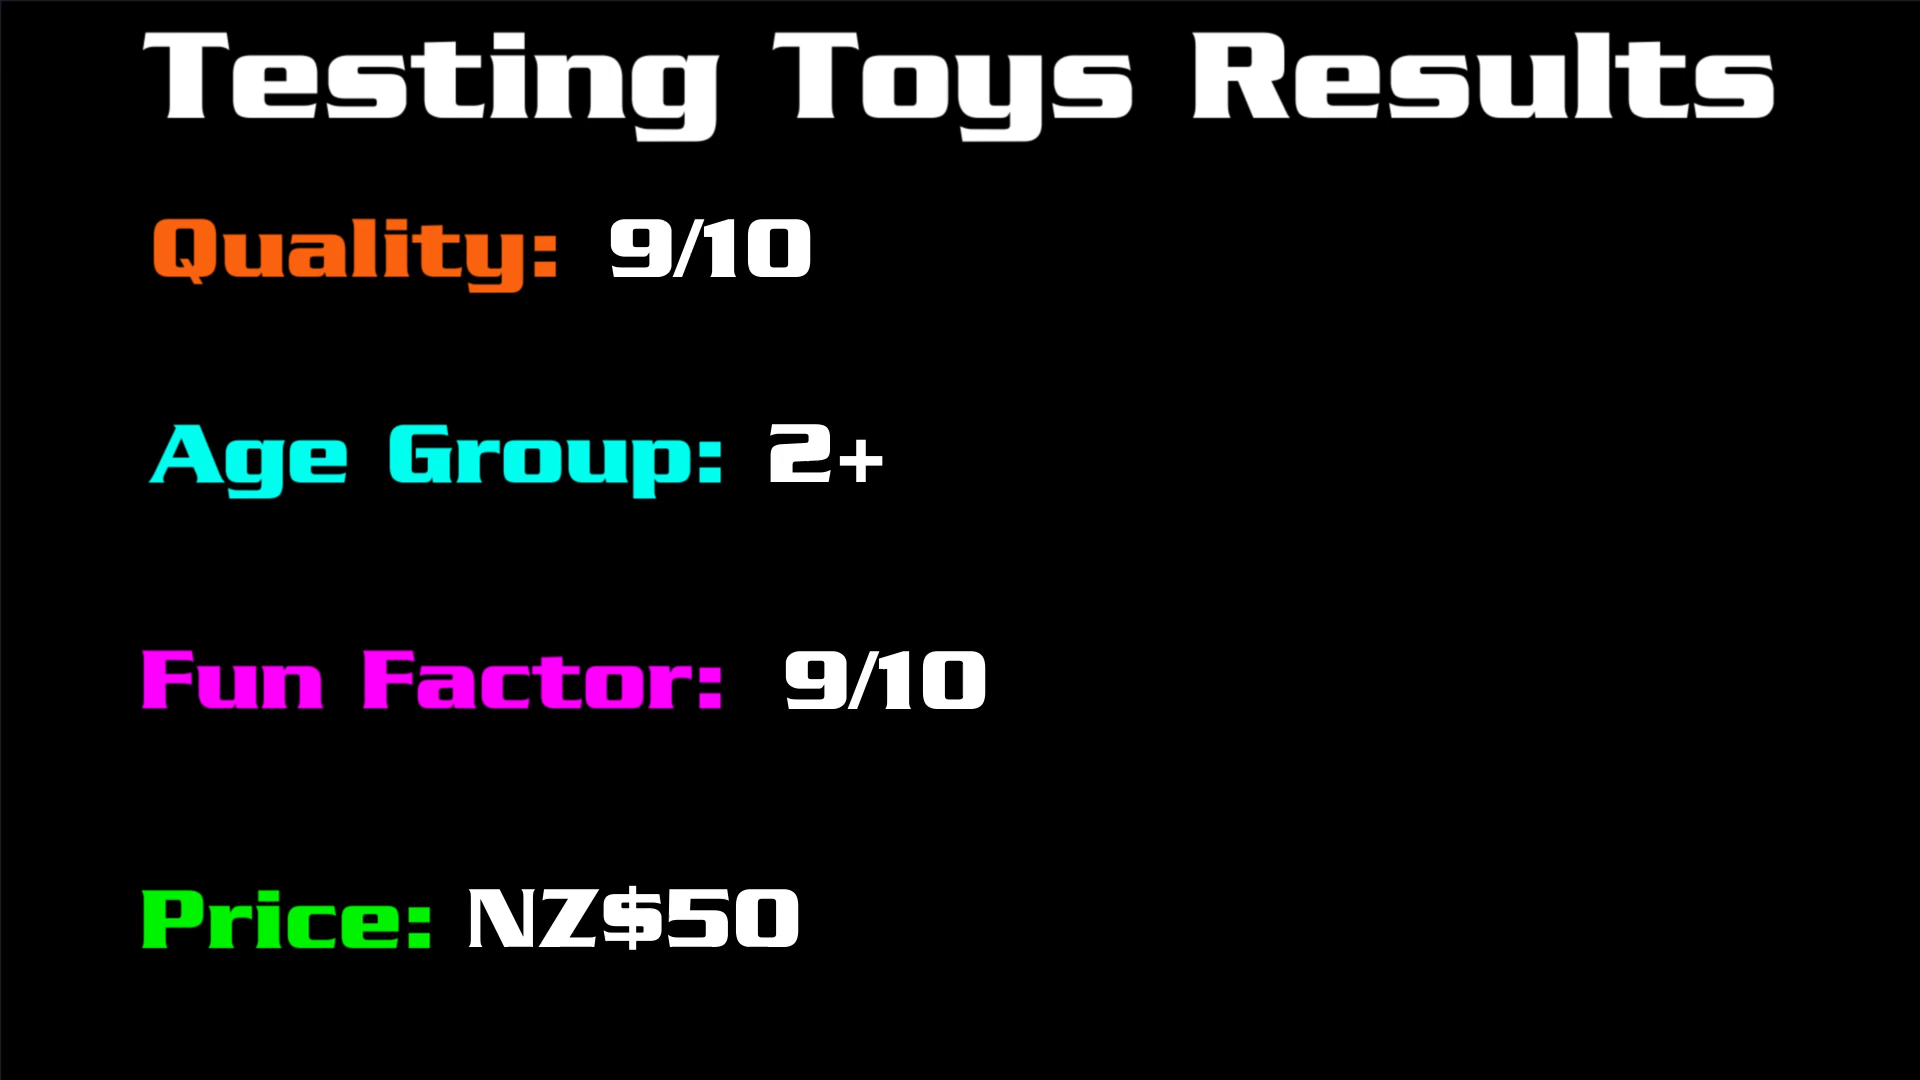 Testing Toys Results
Quality: 9/10
Age Group: 2+
Fun Factor: 9/10
Price: NZ$50